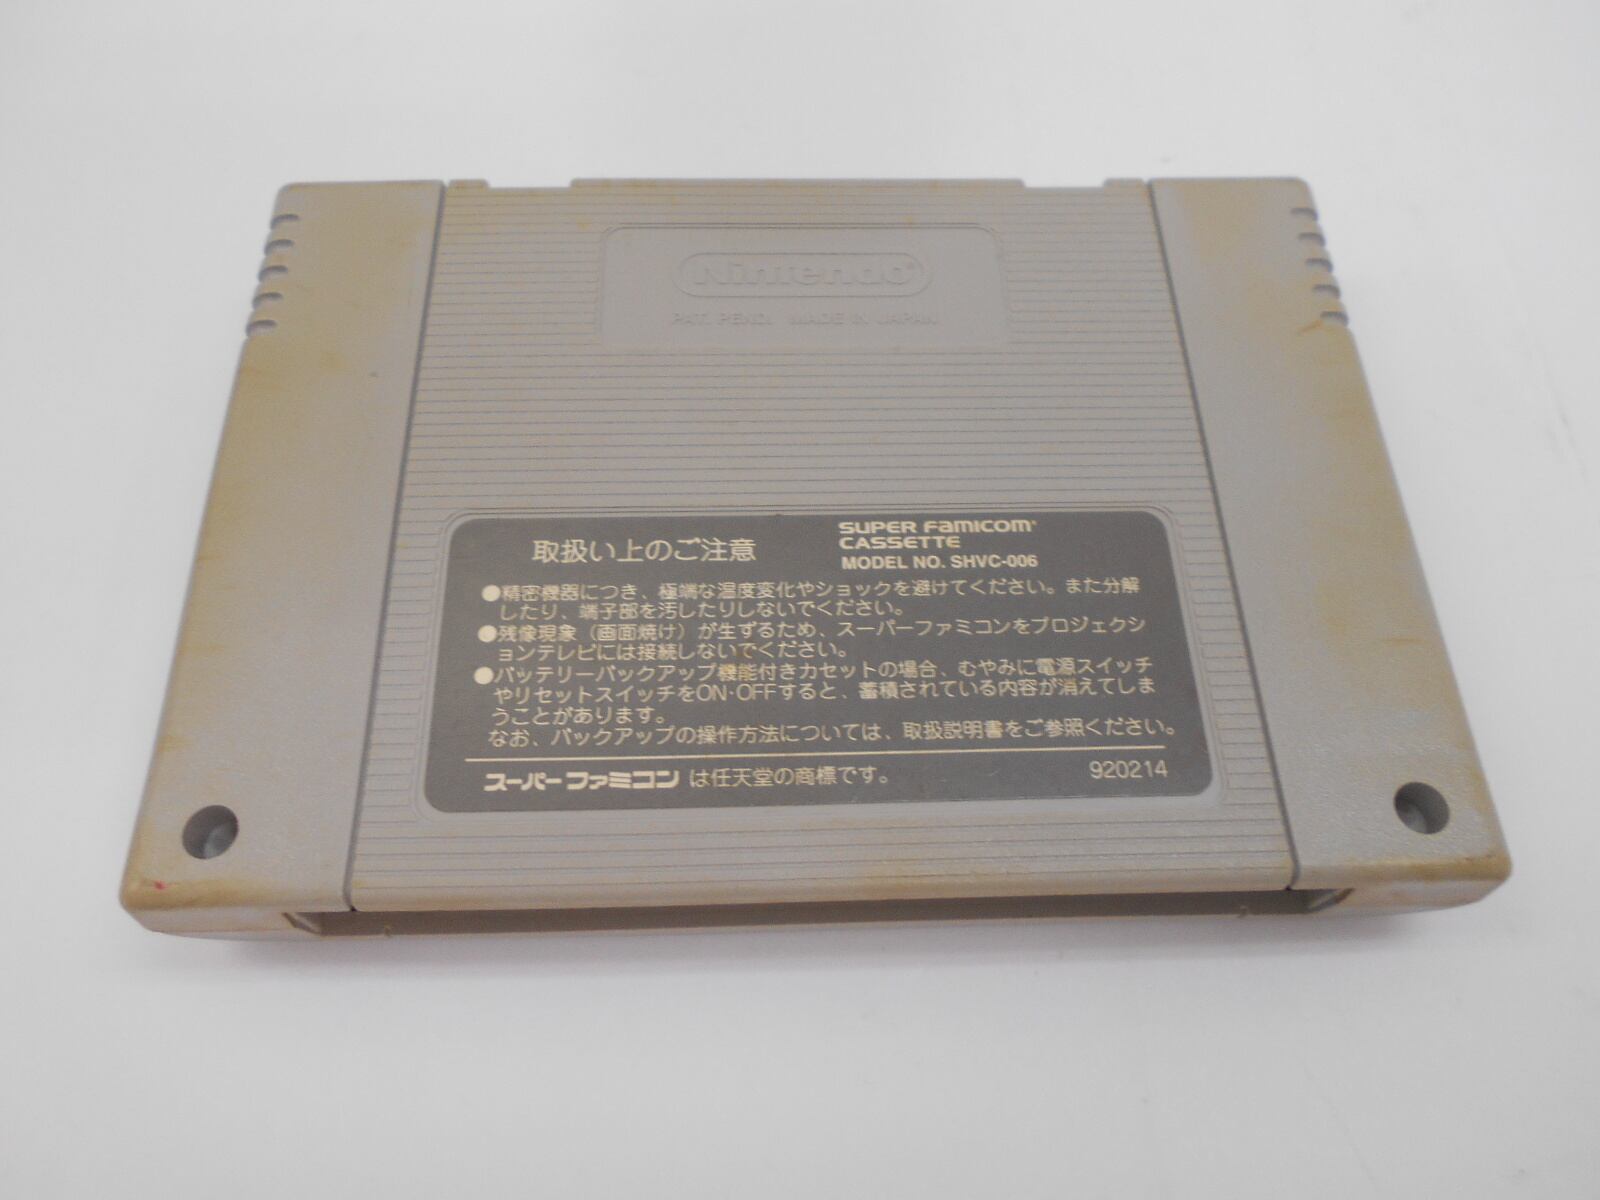 Nintendo
PAT. PEND. MADE IN JAPAN
取扱い上のご注意
SUPER FAMICOM
CASSETTE
MODEL NO. SHVC-006
●精密機器につき、極端な温度変化やショックを避けてください。また分解
したり、端子部を汚したりしないでください。
●残像現象（画面焼け）が生ずるため、スーパーファミコンをプロジェクシ
ョンテレビには接続しないでください。
●バッテリーバックアップ機能付きカセットの場合、むやみに電源スイッチ
やリセットスイッチをON·OFFすると、蓄積されている内容が消えてしま
うことがあります。
なお、バックアップの操作方法については、取扱説明書をご参照ください。
スーパーファミコン は任天堂の商標です。
920214